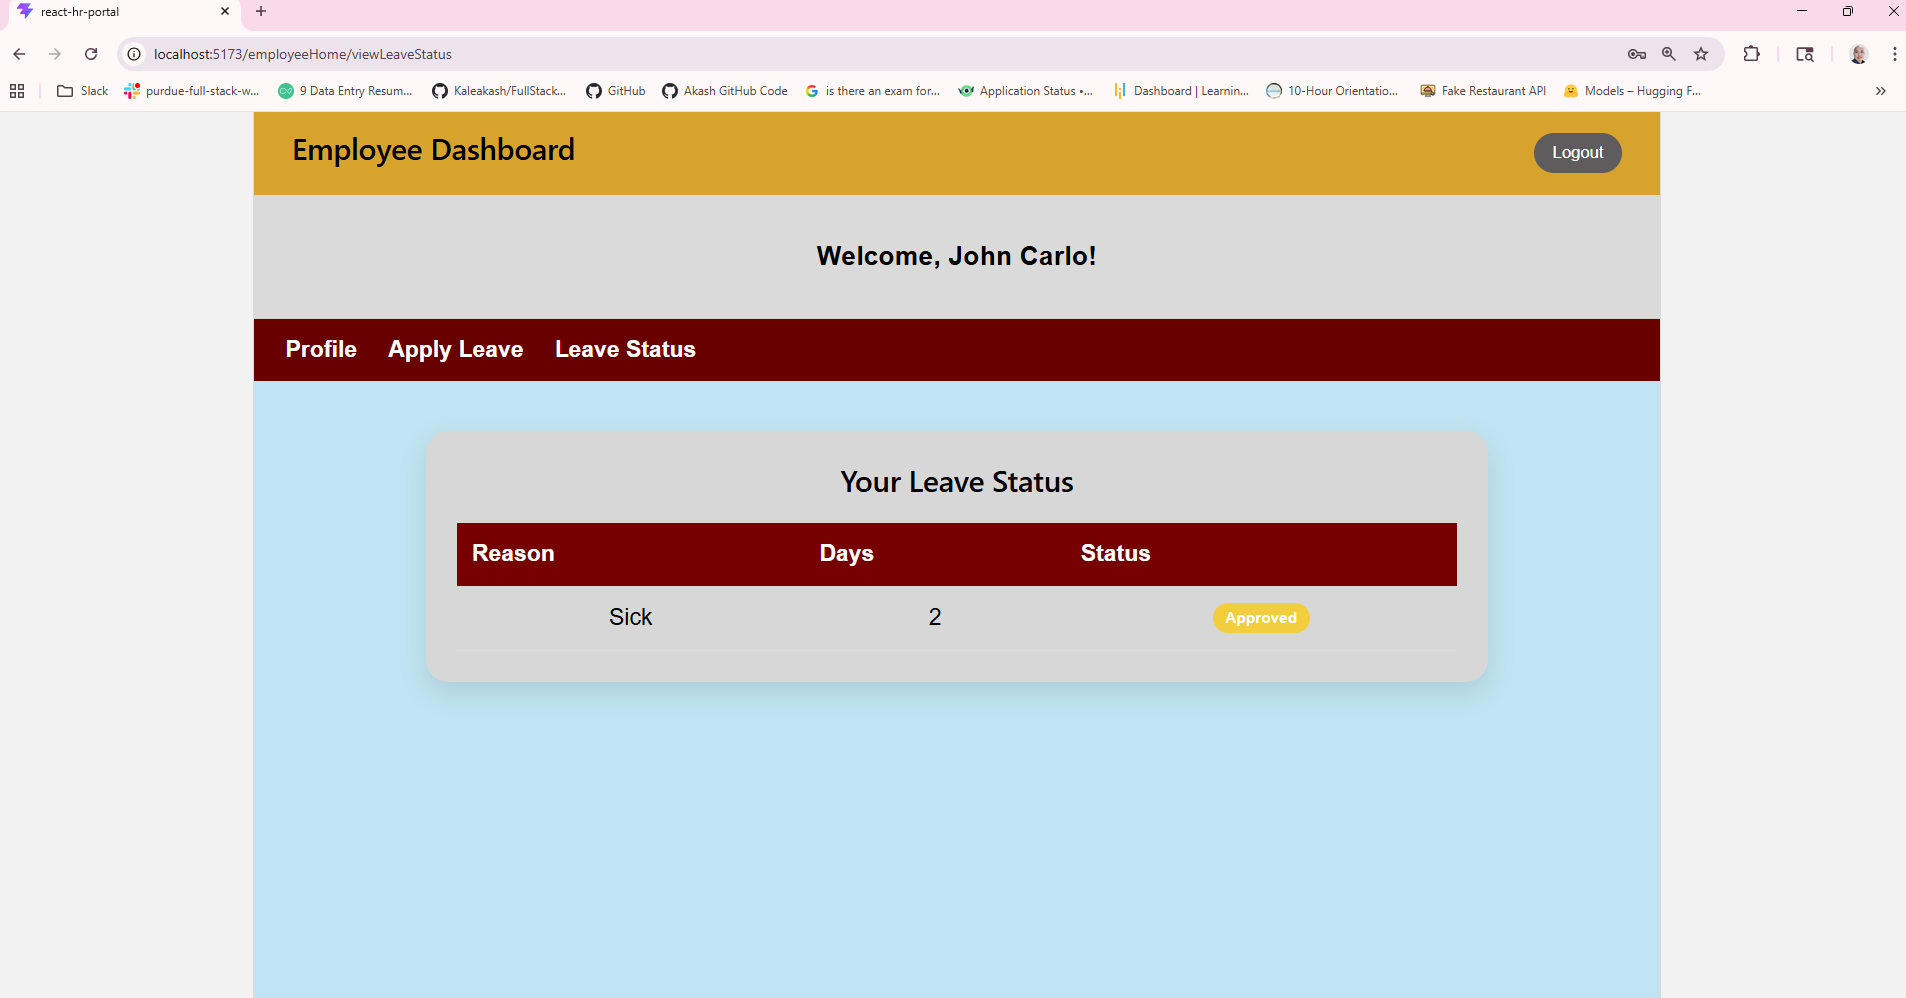 react-hr-portal
localhost:5173/employeeHome/viewLeaveStatus
Slack purdue-full-stack-w... 9 Data Entry Resum... Kaleakash/FullStack... GitHub Akash GitHub Code is there an exam for... Application Status •... Dashboard | Learnin... 10-Hour Orientatio... Fake Restaurant API Models – Hugging F...
Employee Dashboard Logout
Welcome, John Carlo!
Profile Apply Leave Leave Status
Your Leave Status
Reason Days Status
Sick 2 Approved